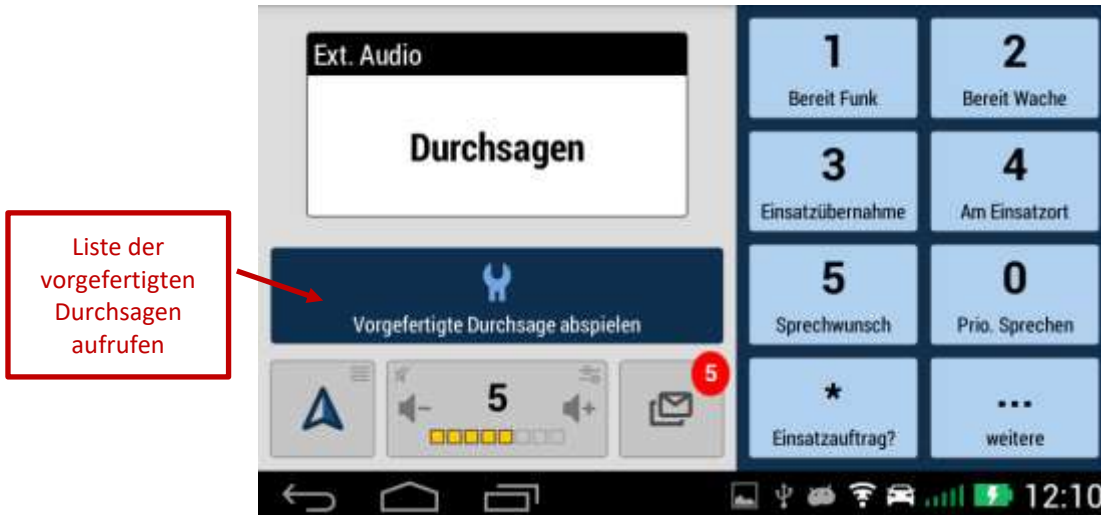 Liste der
vorgefertigten
Durchsagen
aufrufen
Ext. Audio
Durchsagen
Vorgefertigte Durchsage abspielen
5
5
1
Bereit Funk
2
Bereit Wache
3
Einsatzübernahme
4
Am Einsatzort
5
Sprechwunsch
0
Prio. Sprechen
*
Einsatzauftrag?
...
weitere
12:10